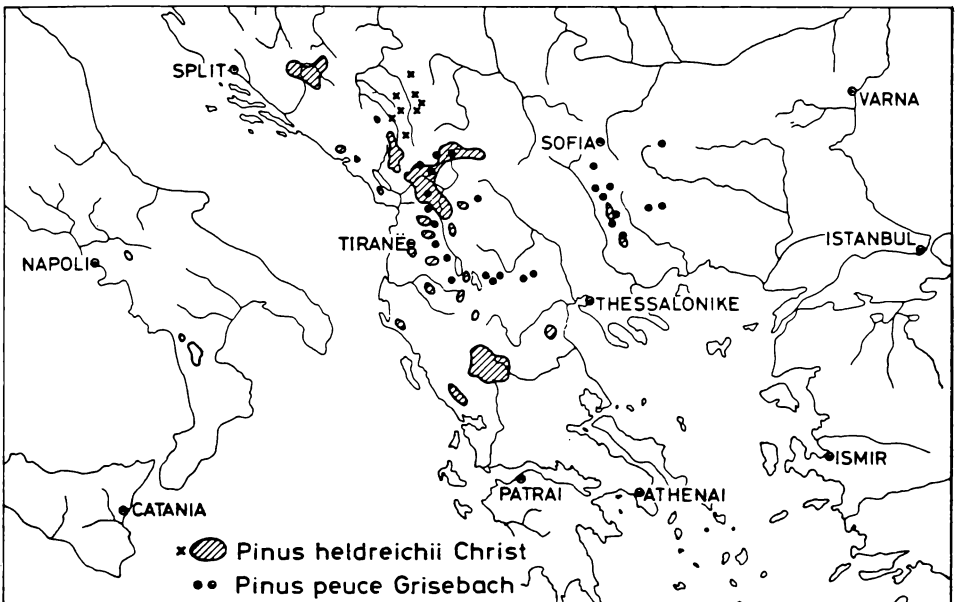 SPLIT
VARNA
SOFIA
TIRANË
ISTANBUL
NAPOLI
THESSALONIKE
ISMIR
PATRAI
ATHENAI
CATANIA
Pinus heldreichii Christ
Pinus peuce Grisebach